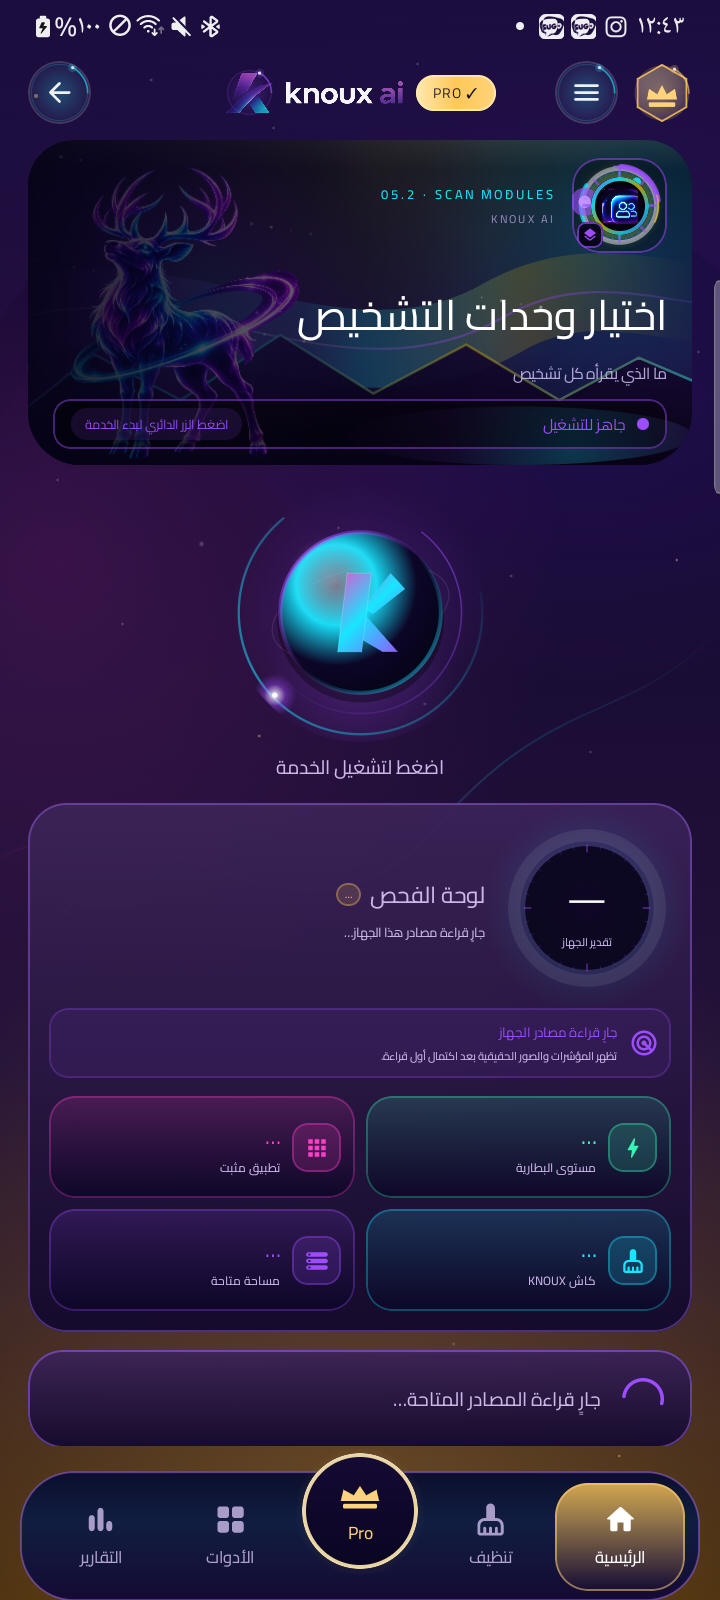 ١٢:٤٣
%١٠٠
knoux ai
PRO ✓
05.2 · SCAN MODULES
KNOUX AI
اختيار وحدات التشخيص
ما الذي يقرأه كل تشخيص
جاهز للتشغيل
اضغط الزر الدائري لبدء الخدمة
اضغط لتشغيل الخدمة
لوحة الفحص ...
جارٍ قراءة مصادر هذا الجهاز...
—
تقدير الجهاز
جارٍ قراءة مصادر الجهاز
تظهر المؤشرات والصور الحقيقية بعد اكتمال أول قراءة.
...
مستوى البطارية
...
تطبيق مثبت
...
كاش KNOUX
...
مساحة متاحة
جارٍ قراءة المصادر المتاحة...
الرئيسية
تنظيف
Pro
الأدوات
التقارير